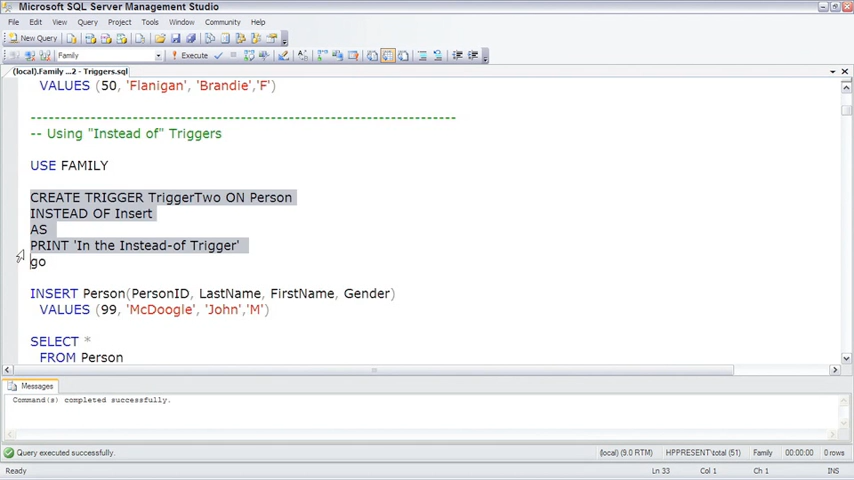 Microsoft SQL Server Management Studio
File Edit View Query Project Tools Window Community Help
New Query
Family Execute
(local).Family ...2 - Triggers.sql
VALUES (50, 'Flanigan', 'Brandie','F')
------------------------------------------------------------------------
-- Using "Instead of" Triggers
USE FAMILY
CREATE TRIGGER TriggerTwo ON Person
INSTEAD OF Insert
AS
PRINT 'In the Instead-of Trigger'
go
INSERT Person(PersonID, LastName, FirstName, Gender)
VALUES (99, 'McDoogle', 'John','M')
SELECT *
FROM Person
Messages
Command(s) completed successfully.
Query executed successfully. (local) (9.0 RTM) HPPRESENT\total (51) Family 00:00:00 0 rows
Ready Ln 33 Col 1 Ch 1 INS